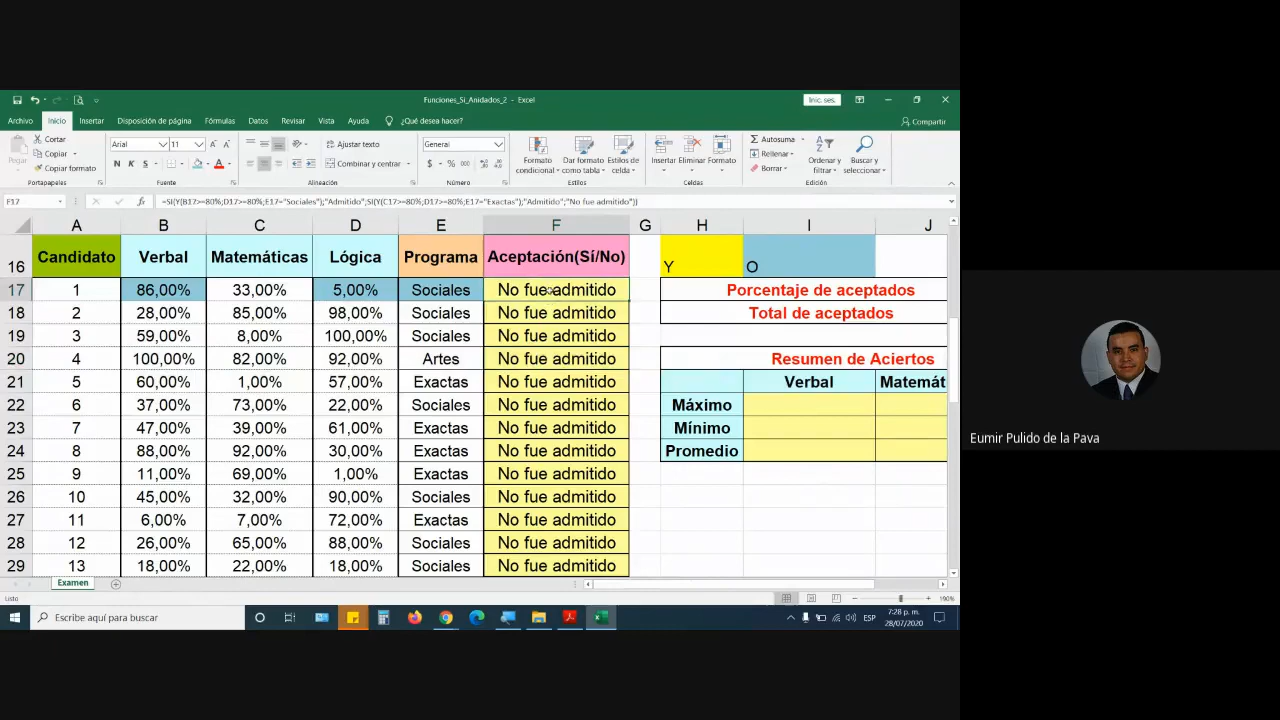 Funciones_Si_Anidados_2 - Excel
Inic. ses.
Archivo Inicio Insertar Disposición de página Fórmulas Datos Revisar Vista Ayuda ¿Qué desea hacer? Compartir
Pegar Cortar Copiar Copiar formato Portapapeles
Arial 11 N K S Fuente
Ajustar texto Combinar y centrar Alineación
General $ % 000 Número
Formato condicional Dar formato como tabla Estilos de celda Estilos
Insertar Eliminar Formato Celdas
Autosuma Rellenar Borrar Ordenar y filtrar Buscar y seleccionar Edición
F17 =SI(Y(B17>=80%;D17>=80%;E17="Sociales");"Admitido";SI(Y(C17>=80%;D17>=80%;E17="Exactas");"Admitido";"No fue admitido"))
A B C D E F G H I J
16 Candidato Verbal Matemáticas Lógica Programa Aceptación(Sí/No) Y O
17 1 86,00% 33,00% 5,00% Sociales No fue admitido Porcentaje de aceptados
18 2 28,00% 85,00% 98,00% Sociales No fue admitido Total de aceptados
19 3 59,00% 8,00% 100,00% Sociales No fue admitido
20 4 100,00% 82,00% 92,00% Artes No fue admitido Resumen de Aciertos
21 5 60,00% 1,00% 57,00% Exactas No fue admitido Verbal Matemát
22 6 37,00% 73,00% 22,00% Sociales No fue admitido Máximo
23 7 47,00% 39,00% 61,00% Exactas No fue admitido Mínimo
24 8 88,00% 92,00% 30,00% Exactas No fue admitido Promedio
25 9 11,00% 69,00% 1,00% Exactas No fue admitido
26 10 45,00% 32,00% 90,00% Sociales No fue admitido
27 11 6,00% 7,00% 72,00% Exactas No fue admitido
28 12 26,00% 65,00% 88,00% Sociales No fue admitido
29 13 18,00% 22,00% 18,00% Sociales No fue admitido
Examen
Listo 190%
Escribe aquí para buscar ESP 7:28 p. m.
28/07/2020
Eumir Pulido de la Pava